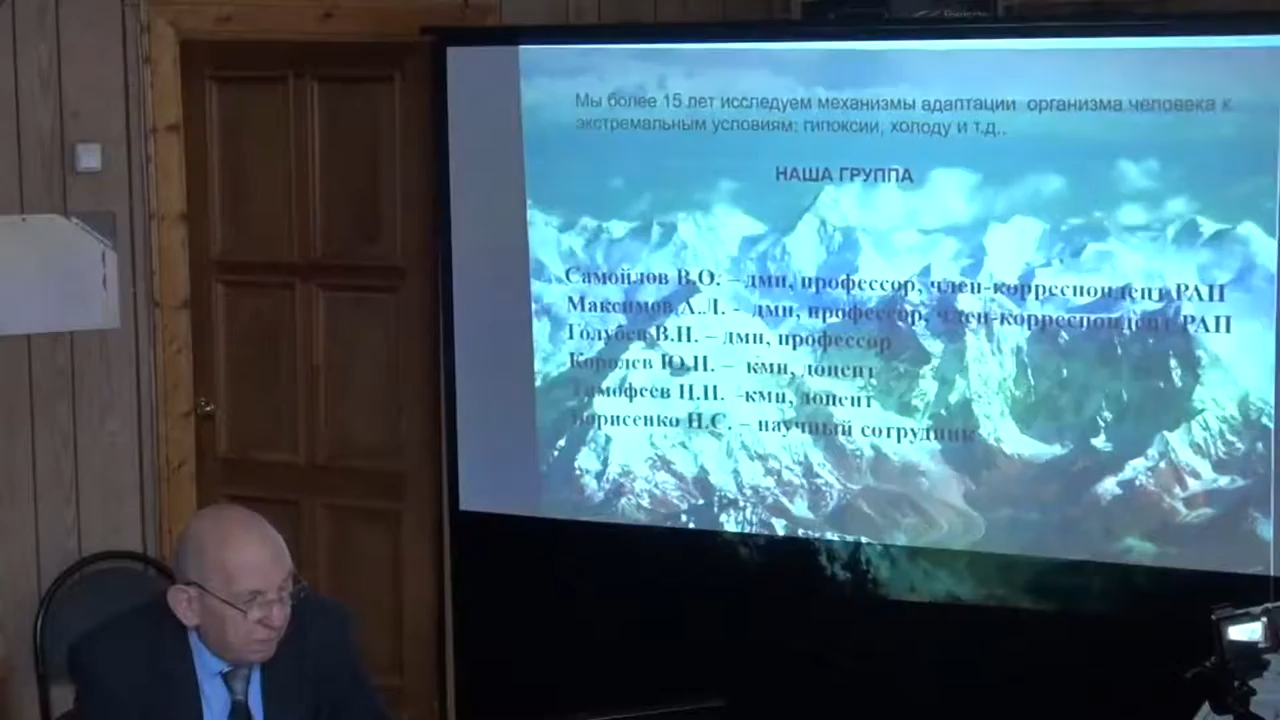 Мы более 15 лет исследуем механизмы адаптации организма человека к
экстремальным условиям: гипоксии, холоду и т.д..
НАША ГРУППА
Самойлов В.О. – дмн, профессор, член-корреспондент РАН
Максимов А.Л. - дмн, профессор, член-корреспондент РАН
Голубев В.Н. – дмн, профессор
Королев Ю.Н. – кмн, доцент
Тимофеев Н.Н. -кмн, доцент
Борисенко Н.С. – научный сотрудник